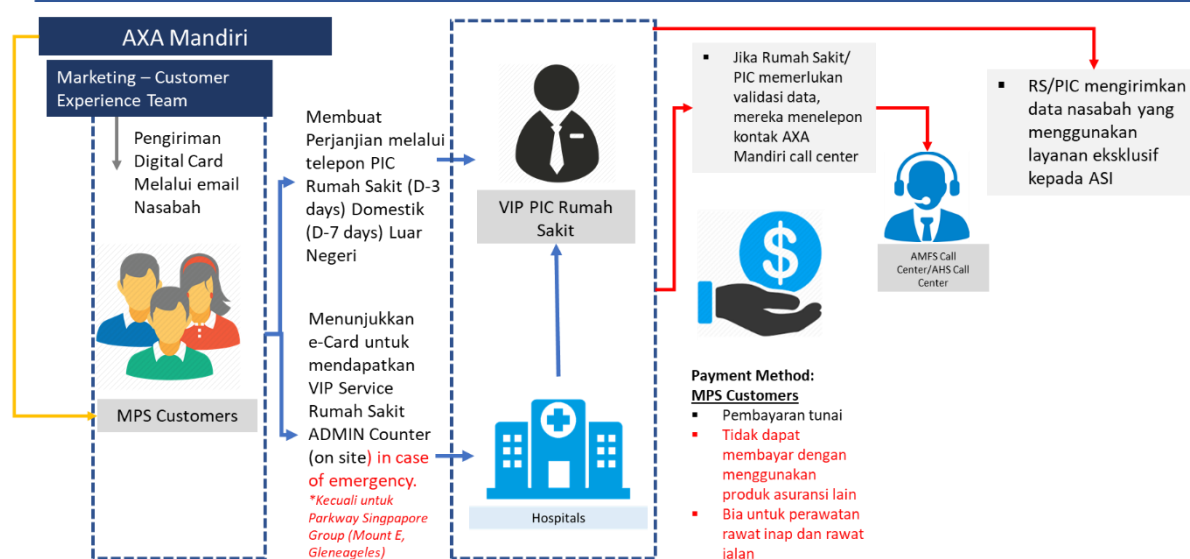 AXA Mandiri
Marketing – Customer
Experience Team
Pengiriman
Digital Card
Melalui email
Nasabah
MPS Customers
Membuat
Perjanjian melalui
telepon PIC
Rumah Sakit (D-3
days) Domestik
(D-7 days) Luar
Negeri
Menunjukkan
e-Card untuk
mendapatkan
VIP Service
Rumah Sakit
ADMIN Counter
(on site) in case
of emergency.
*Kecuali untuk
Parkway Singpapore
Group (Mount E,
Gleneageles)
VIP PIC Rumah
Sakit
Hospitals
▪ Jika Rumah Sakit/
PIC memerlukan
validasi data,
mereka menelepon
kontak AXA
Mandiri call center
AMFS Call
Center/AHS Call
Center
▪ RS/PIC mengirimkan
data nasabah yang
menggunakan
layanan eksklusif
kepada ASI
$
Payment Method:
MPS Customers
▪ Pembayaran tunai
▪ Tidak dapat
membayar dengan
menggunakan
produk asuransi lain
▪ Bia untuk perawatan
rawat inap dan rawat
jalan